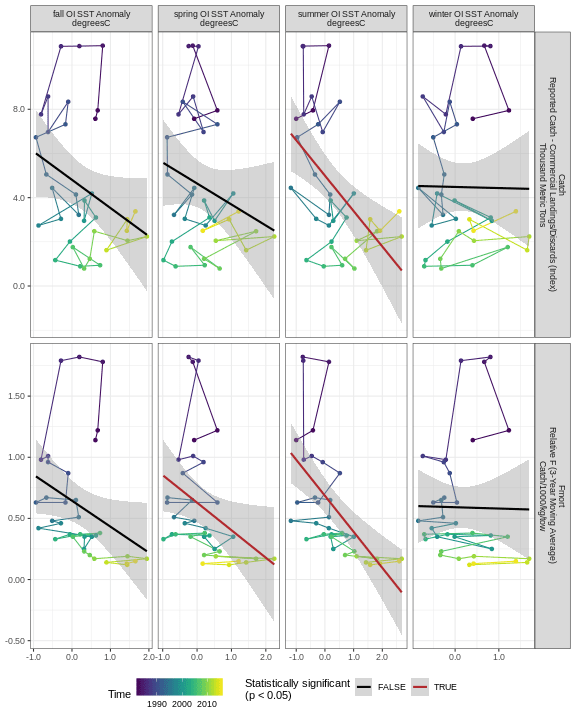 fall OI SST Anomaly
degreesC
spring OI SST Anomaly
degreesC
summer OI SST Anomaly
degreesC
winter OI SST Anomaly
degreesC
8.0
4.0
0.0
Catch
Reported Catch - Commercial Landings/Discards (Index)
Thousand Metric Tons
1.50
1.00
0.50
0.00
-0.50
Fmort
Relative F (3-Year Moving Average)
Catch/1000/kg/tow
-1.0 0.0 1.0 2.0
-1.0 0.0 1.0 2.0
-1.0 0.0 1.0 2.0
0.0 1.0
Time
1990 2000 2010
Statistically significant
(p < 0.05)
FALSE
TRUE